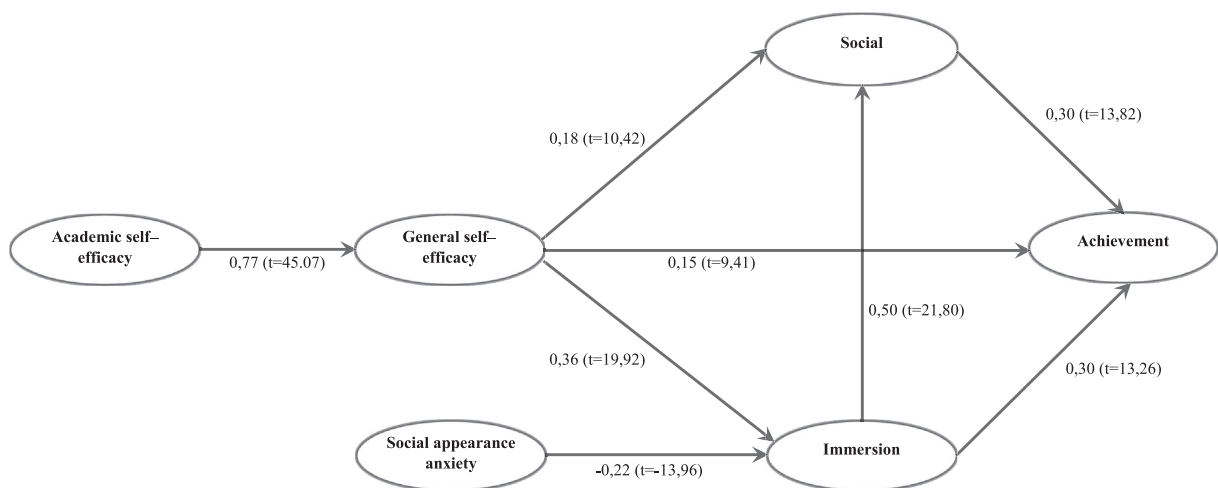 Social
0,30 (t=13,82)
0,18 (t=10,42)
Academic self–
efficacy
General self–
efficacy
Achievement
0,77 (t=45.07)
0,15 (t=9,41)
0,50 (t=21,80)
0,36 (t=19,92)
0,30 (t=13,26)
Social appearance
anxiety
Immersion
-0,22 (t=-13,96)